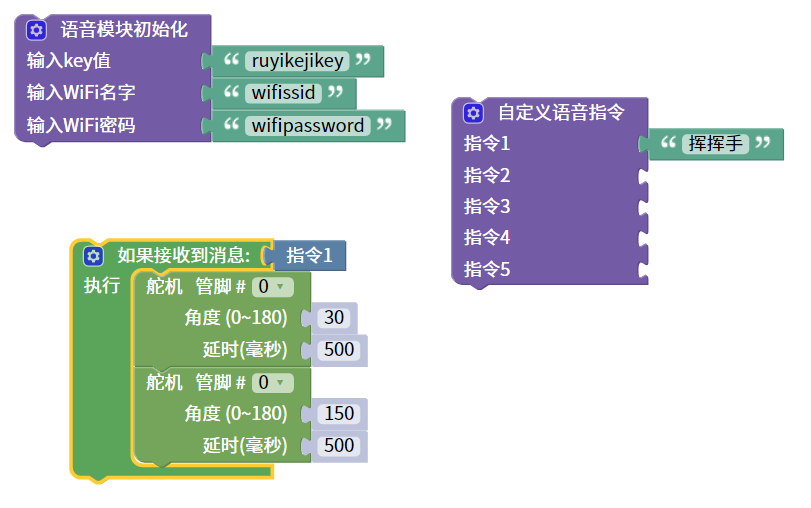 语音模块初始化
输入key值 “ ruyikejikey ”
输入WiFi名字 “ wifissid ”
输入WiFi密码 “ wifipassword ”
自定义语音指令
指令1 “ 挥挥手 ”
指令2
指令3
指令4
指令5
如果接收到消息: 指令1
执行 舵机 管脚 # 0
角度 (0~180) 30
延时(毫秒) 500
舵机 管脚 # 0
角度 (0~180) 150
延时(毫秒) 500